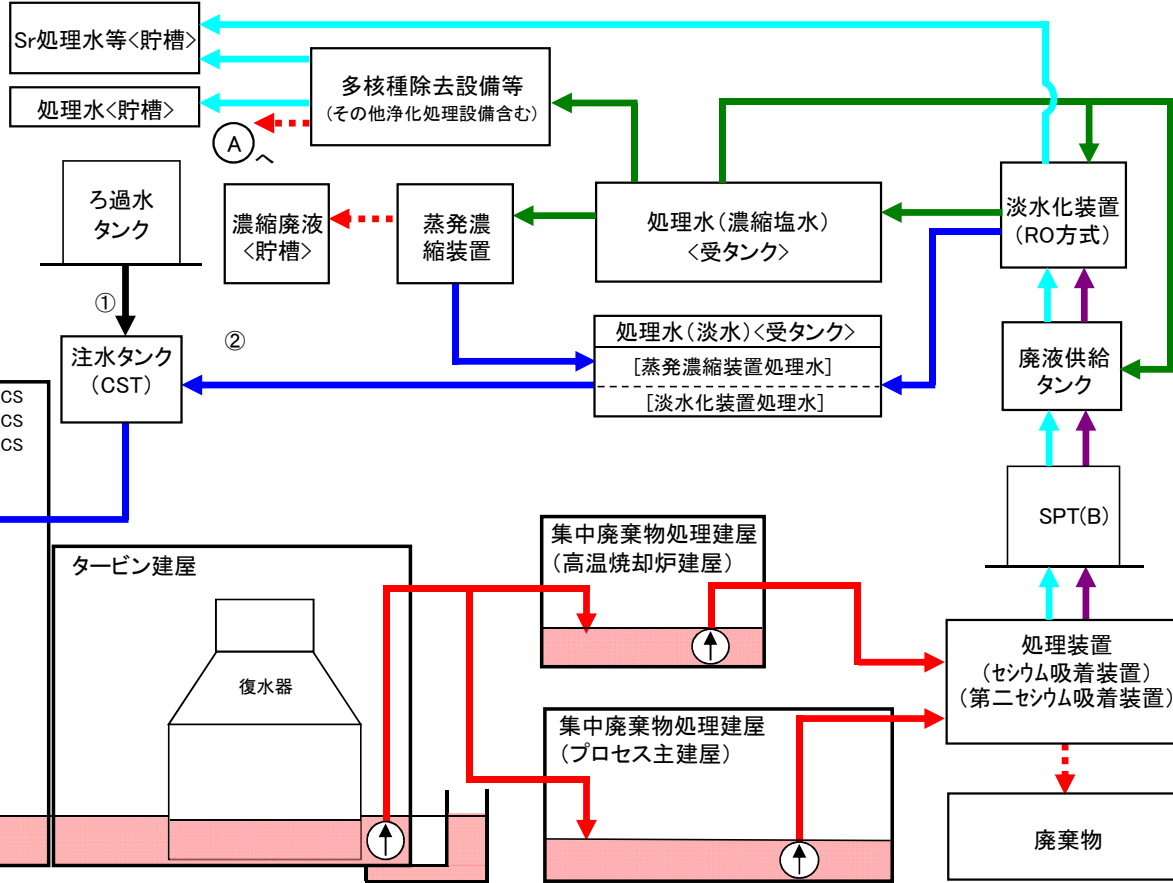 Sr処理水等<貯槽>
処理水<貯槽>
多核種除去設備等
(その他浄化処理設備含む)
A
へ
ろ過水
タンク
濃縮廃液
<貯槽>
蒸発濃
縮装置
処理水(濃縮塩水)
<受タンク>
淡水化装置
(RO方式)
①
②
注水タンク
(CST)
処理水(淡水)<受タンク>
[蒸発濃縮装置処理水]
[淡水化装置処理水]
廃液供給
タンク
CS
CS
CS
SPT(B)
タービン建屋
復水器
集中廃棄物処理建屋
(高温焼却炉建屋)
集中廃棄物処理建屋
(プロセス主建屋)
処理装置
(セシウム吸着装置)
(第二セシウム吸着装置)
廃棄物